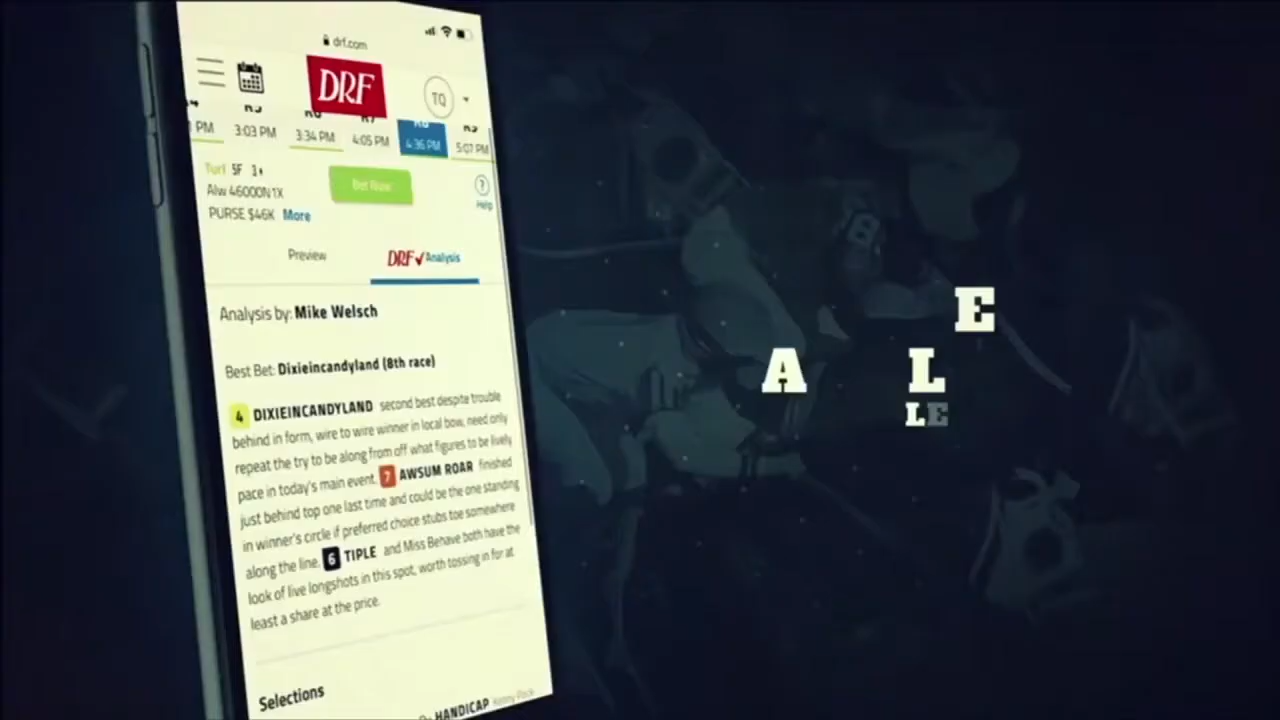 drf.com
DRF
TQ
PM 3:03 PM 3:34 PM 4:05 PM 4:36 PM 5:07 PM
Turf 5F 3♦
Bet Now
?
Alw 46000N1X
PURSE $46K More
Help
Preview
DRF✓Analysis
Analysis by: Mike Welsch
Best Bet: Dixieincandyland (8th race)
4 DIXIEINCANDYLAND second best despite trouble
behind in form, wire to wire winner in local bow, need only
repeat the try to be along from off what figures to be lively
pace in today's main event. 7 AWSUM ROAR finished
just behind top one last time and could be the one standing
in winner's circle if preferred choice stubs toe somewhere
along the line. 6 TIPLE and Miss Behave both have the
look of live longshots in this spot, worth tossing in for at
least a share at the price.
Selections
HANDICAP
E
A L
LE